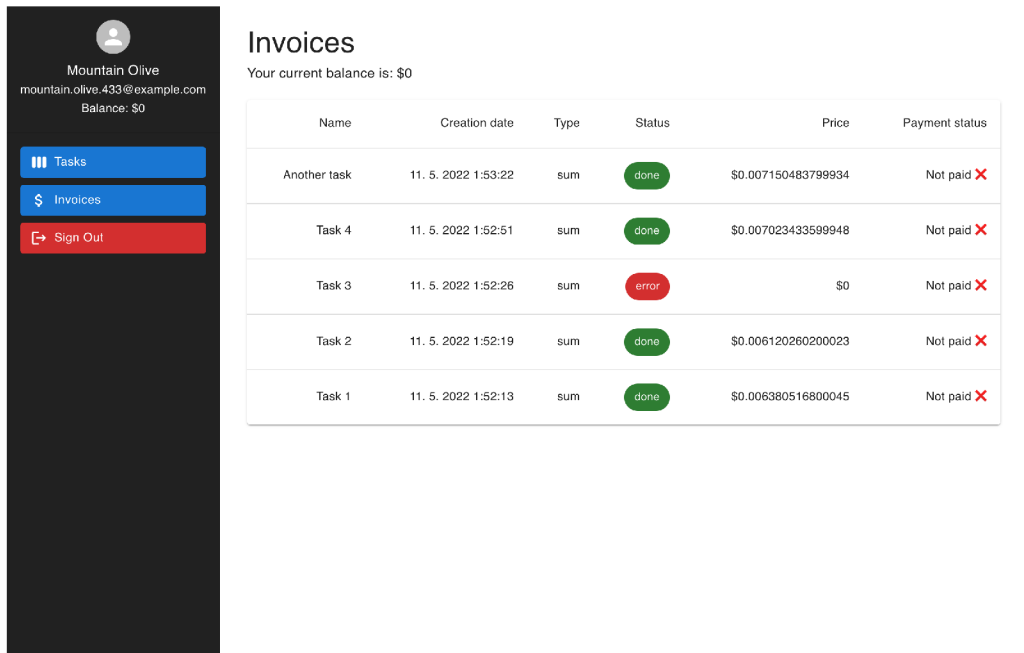 Mountain Olive
mountain.olive.433@example.com
Balance: $0
Tasks
Invoices
Sign Out
Invoices
Your current balance is: $0
Name Creation date Type Status Price Payment status
Another task 11. 5. 2022 1:53:22 sum done $0.007150483799934 Not paid ❌
Task 4 11. 5. 2022 1:52:51 sum done $0.007023433599948 Not paid ❌
Task 3 11. 5. 2022 1:52:26 sum error $0 Not paid ❌
Task 2 11. 5. 2022 1:52:19 sum done $0.006120260200023 Not paid ❌
Task 1 11. 5. 2022 1:52:13 sum done $0.006380516800045 Not paid ❌